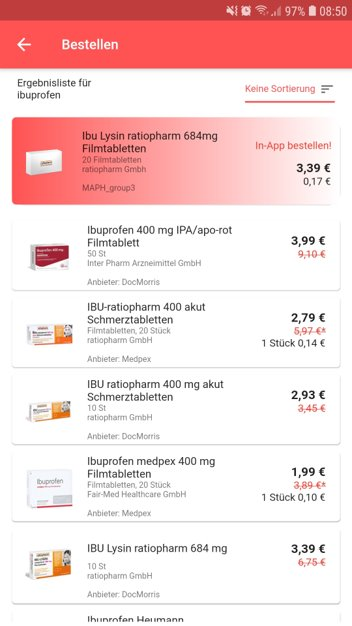 97% 08:50
Bestellen
Ergebnisliste für
ibuprofen
Keine Sortierung
Ibu Lysin ratiopharm 684mg
Filmtabletten
20 Filmtabletten
ratiopharm Gmbh
MAPH_group3
In-App bestellen!
3,39 €
0,17 €
Ibuprofen 400 mg IPA/apo-rot
Filmtablett
50 St
Inter Pharm Arzneimittel GmbH
Anbieter: DocMorris
3,99 €
9,10 €
IBU-ratiopharm 400 akut
Schmerztabletten
Filmtabletten, 20 Stück
ratiopharm GmbH
Anbieter: Medpex
2,79 €
5,97 €*
1 Stück 0,14 €
IBU ratiopharm 400 mg akut
Schmerztabletten
10 St
ratiopharm GmbH
Anbieter: DocMorris
2,93 €
3,45 €
Ibuprofen medpex 400 mg
Filmtabletten
Filmtabletten, 20 Stück
Fair-Med Healthcare GmbH
Anbieter: Medpex
1,99 €
3,89 €*
1 Stück 0,10 €
Ibuprofen
IBU Lysin ratiopharm 684 mg
10 St
ratiopharm GmbH
Anbieter: DocMorris
3,39 €
6,75 €
Ibuprofen Heumann